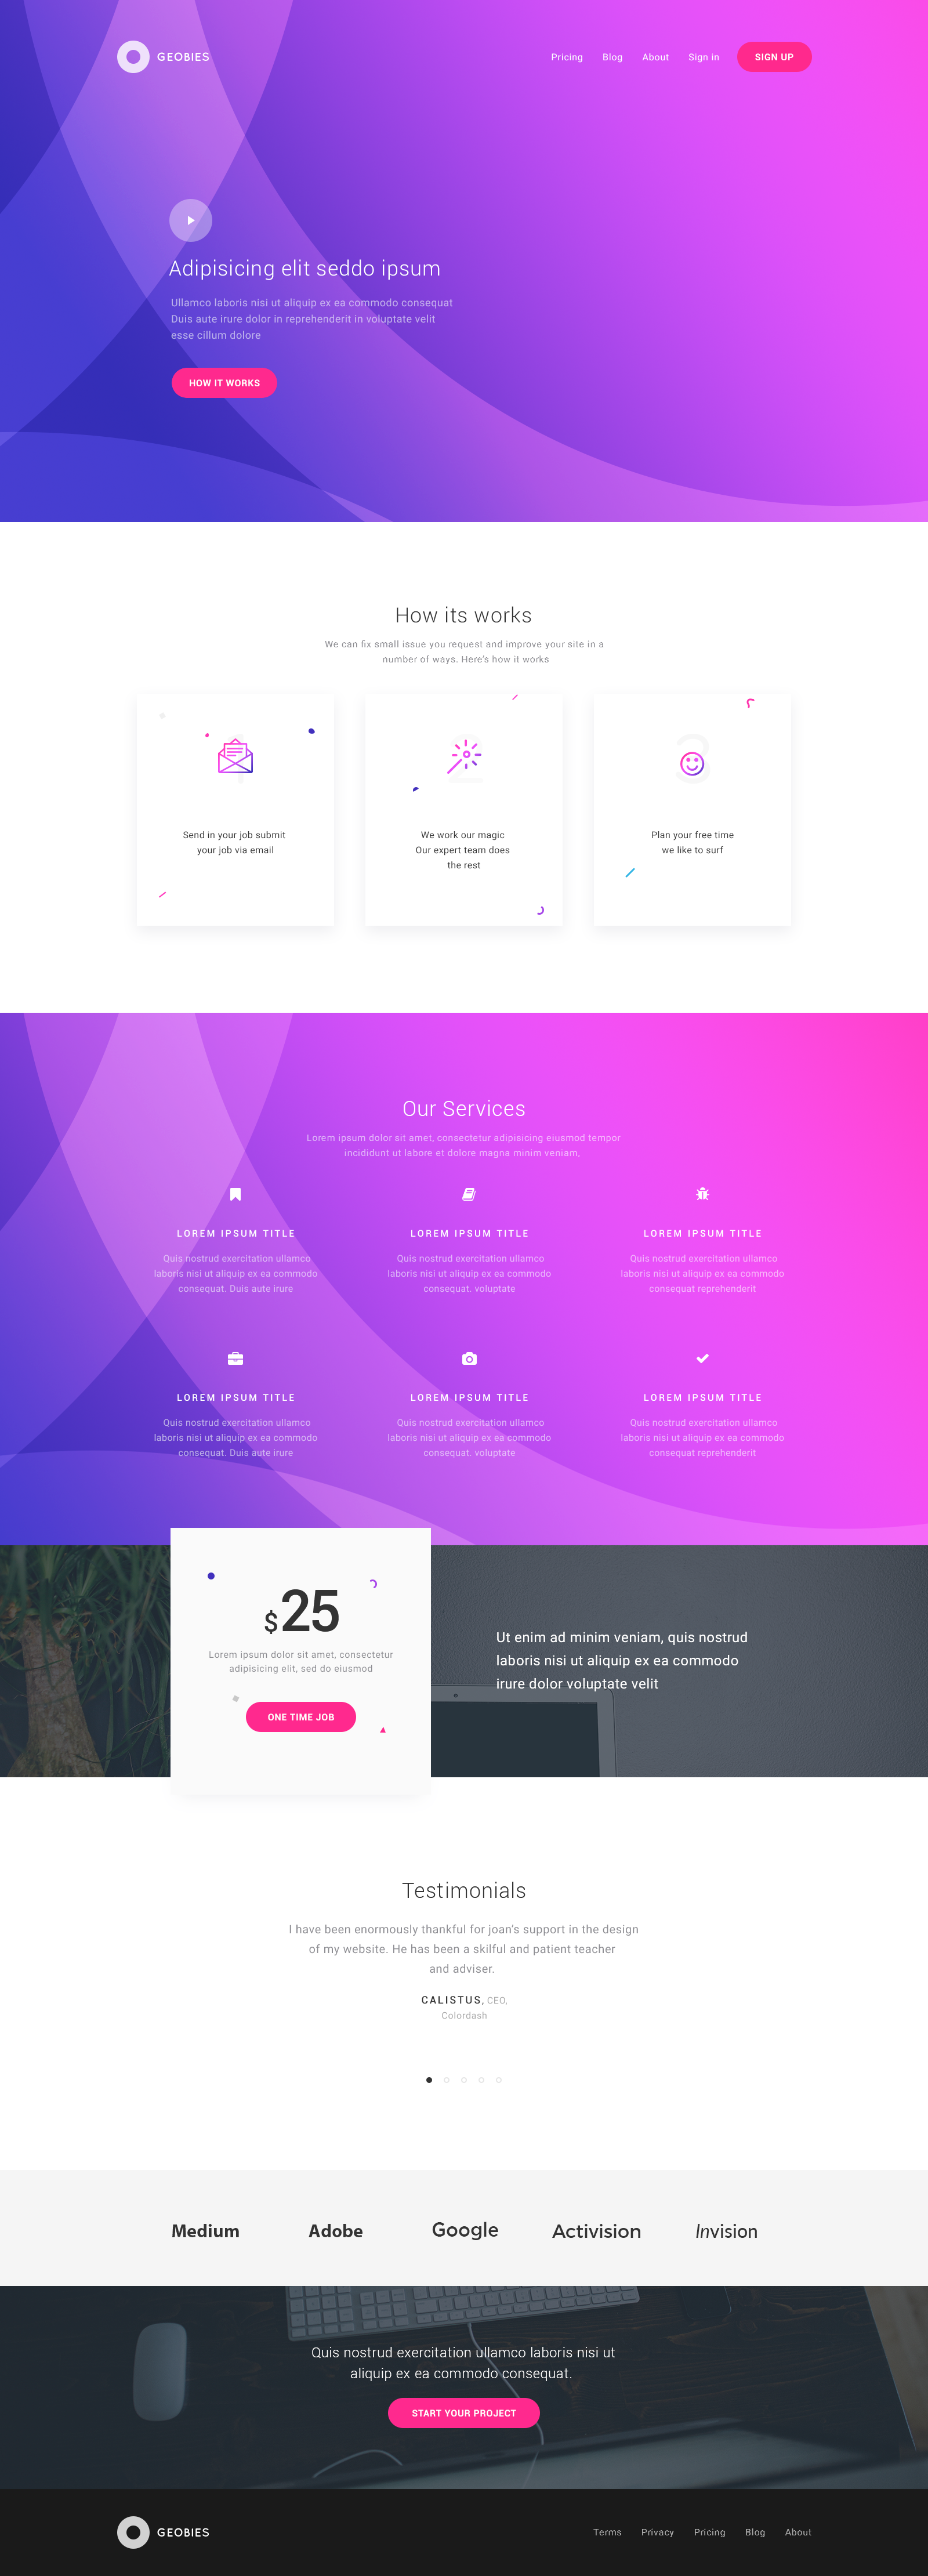 GEOBIES
Pricing Blog About Sign in SIGN UP
Adipisicing elit seddo ipsum
Ullamco laboris nisi ut aliquip ex ea commodo consequat
Duis aute irure dolor in reprehenderit in voluptate velit
esse cillum dolore
HOW IT WORKS
How its works
We can fix small issue you request and improve your site in a
number of ways. Here's how it works
3
Send in your job submit
your job via email
We work our magic
Our expert team does
the rest
Plan your free time
we like to surf
Our Services
Lorem ipsum dolor sit amet, consectetur adipisicing eiusmod tempor
incididunt ut labore et dolore magna minim veniam,
LOREM IPSUM TITLE
Quis nostrud exercitation ullamco
laboris nisi ut aliquip ex ea commodo
consequat. Duis aute irure
LOREM IPSUM TITLE
Quis nostrud exercitation ullamco
laboris nisi ut aliquip ex ea commodo
consequat. voluptate
LOREM IPSUM TITLE
Quis nostrud exercitation ullamco
laboris nisi ut aliquip ex ea commodo
consequat reprehenderit
LOREM IPSUM TITLE
Quis nostrud exercitation ullamco
laboris nisi ut aliquip ex ea commodo
consequat. Duis aute irure
LOREM IPSUM TITLE
Quis nostrud exercitation ullamco
laboris nisi ut aliquip ex ea commodo
consequat. voluptate
LOREM IPSUM TITLE
Quis nostrud exercitation ullamco
laboris nisi ut aliquip ex ea commodo
consequat reprehenderit
$25
Lorem ipsum dolor sit amet, consectetur
adipisicing elit, sed do eiusmod
ONE TIME JOB
Ut enim ad minim veniam, quis nostrud
laboris nisi ut aliquip ex ea commodo
irure dolor voluptate velit
Testimonials
I have been enormously thankful for joan's support in the design
of my website. He has been a skilful and patient teacher
and adviser.
CALISTUS, CEO,
Colordash
Medium Adobe Google Activision Invision
Quis nostrud exercitation ullamco laboris nisi ut
aliquip ex ea commodo consequat.
START YOUR PROJECT
GEOBIES
Terms Privacy Pricing Blog About